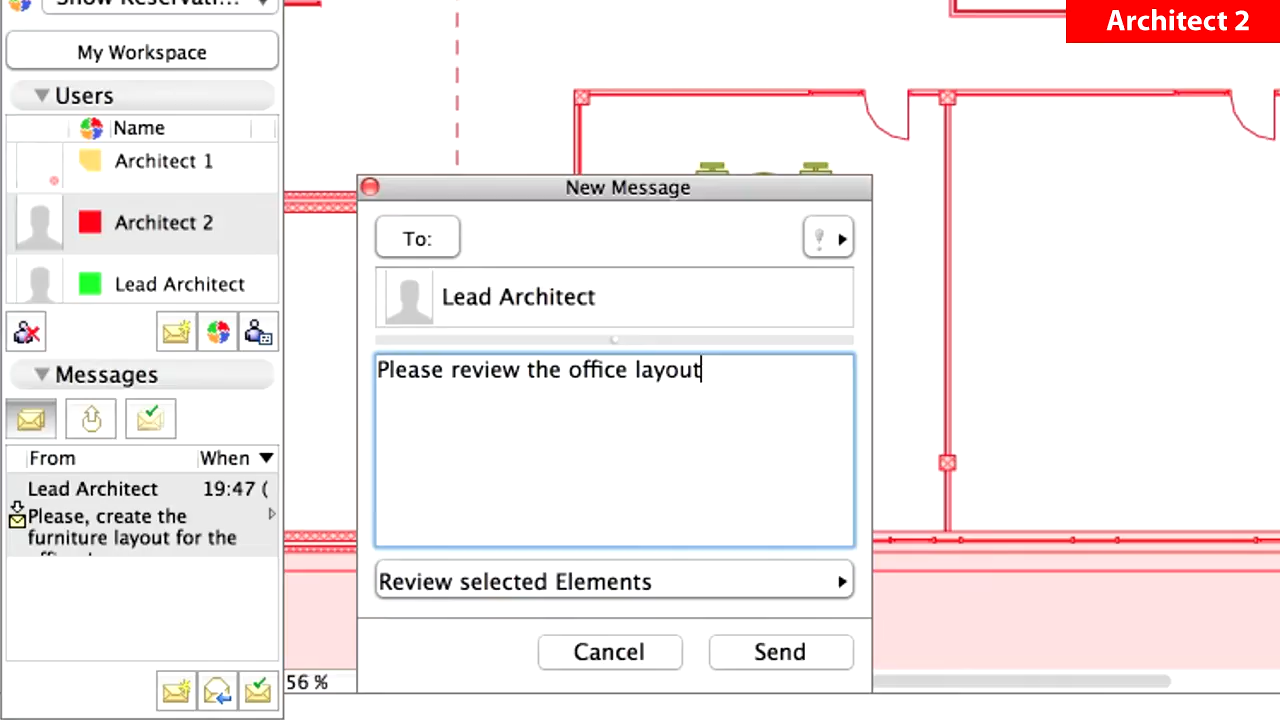 Show Reservati...
Architect 2
My Workspace
Users
Name
Architect 1
Architect 2
Lead Architect
Messages
From When
Lead Architect 19:47 (
Please, create the
furniture layout for the
New Message
To:
Lead Architect
Please review the office layout
Review selected Elements
Cancel Send
56 %